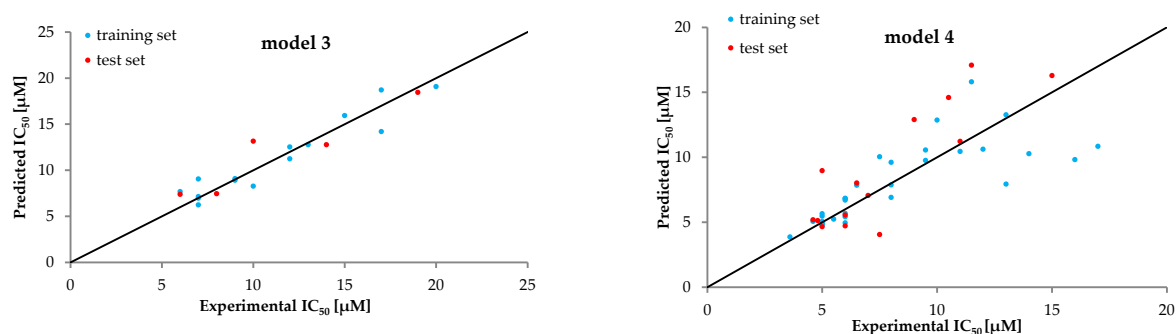 training set
test set
model 3
25
20
15
10
5
0
Predicted IC₅₀ [µM]
0 5 10 15 20 25
Experimental IC₅₀ [µM]
training set
test set
model 4
20
15
10
5
0
Predicted IC₅₀ [µM]
0 5 10 15 20
Experimental IC₅₀ [µM]